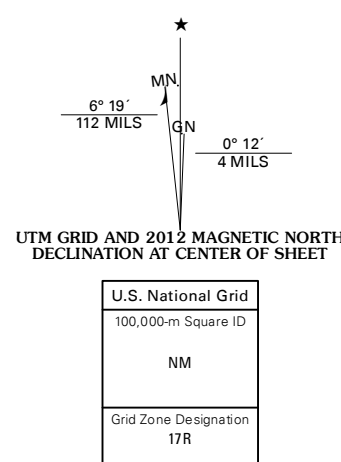 ★
MN.
6° 19´
112 MILS
GN
0° 12´
4 MILS
UTM GRID AND 2012 MAGNETIC NORTH
DECLINATION AT CENTER OF SHEET
U.S. National Grid
100,000-m Square ID
NM
Grid Zone Designation
17R